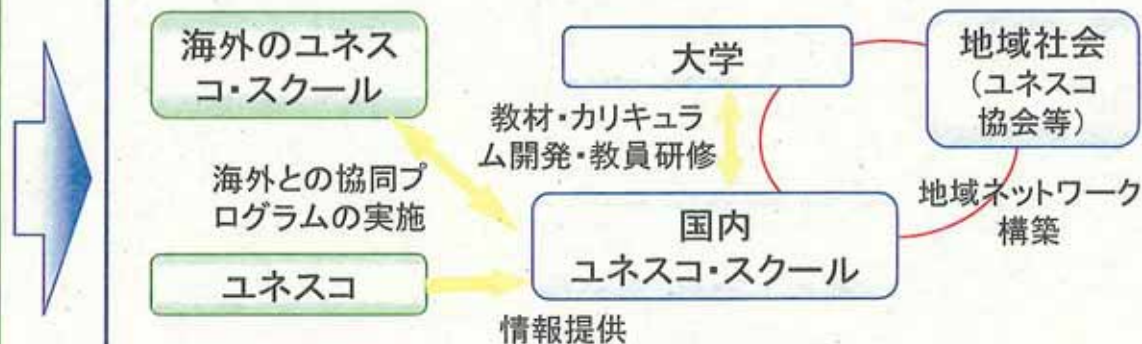 海外のユネス
コ・スクール
大学
地域社会
（ユネスコ
協会等）
教材・カリキュラ
ム開発・教員研修
海外との協同プ
ログラムの実施
国内
ユネスコ・スクール
地域ネットワーク
構築
ユネスコ
情報提供